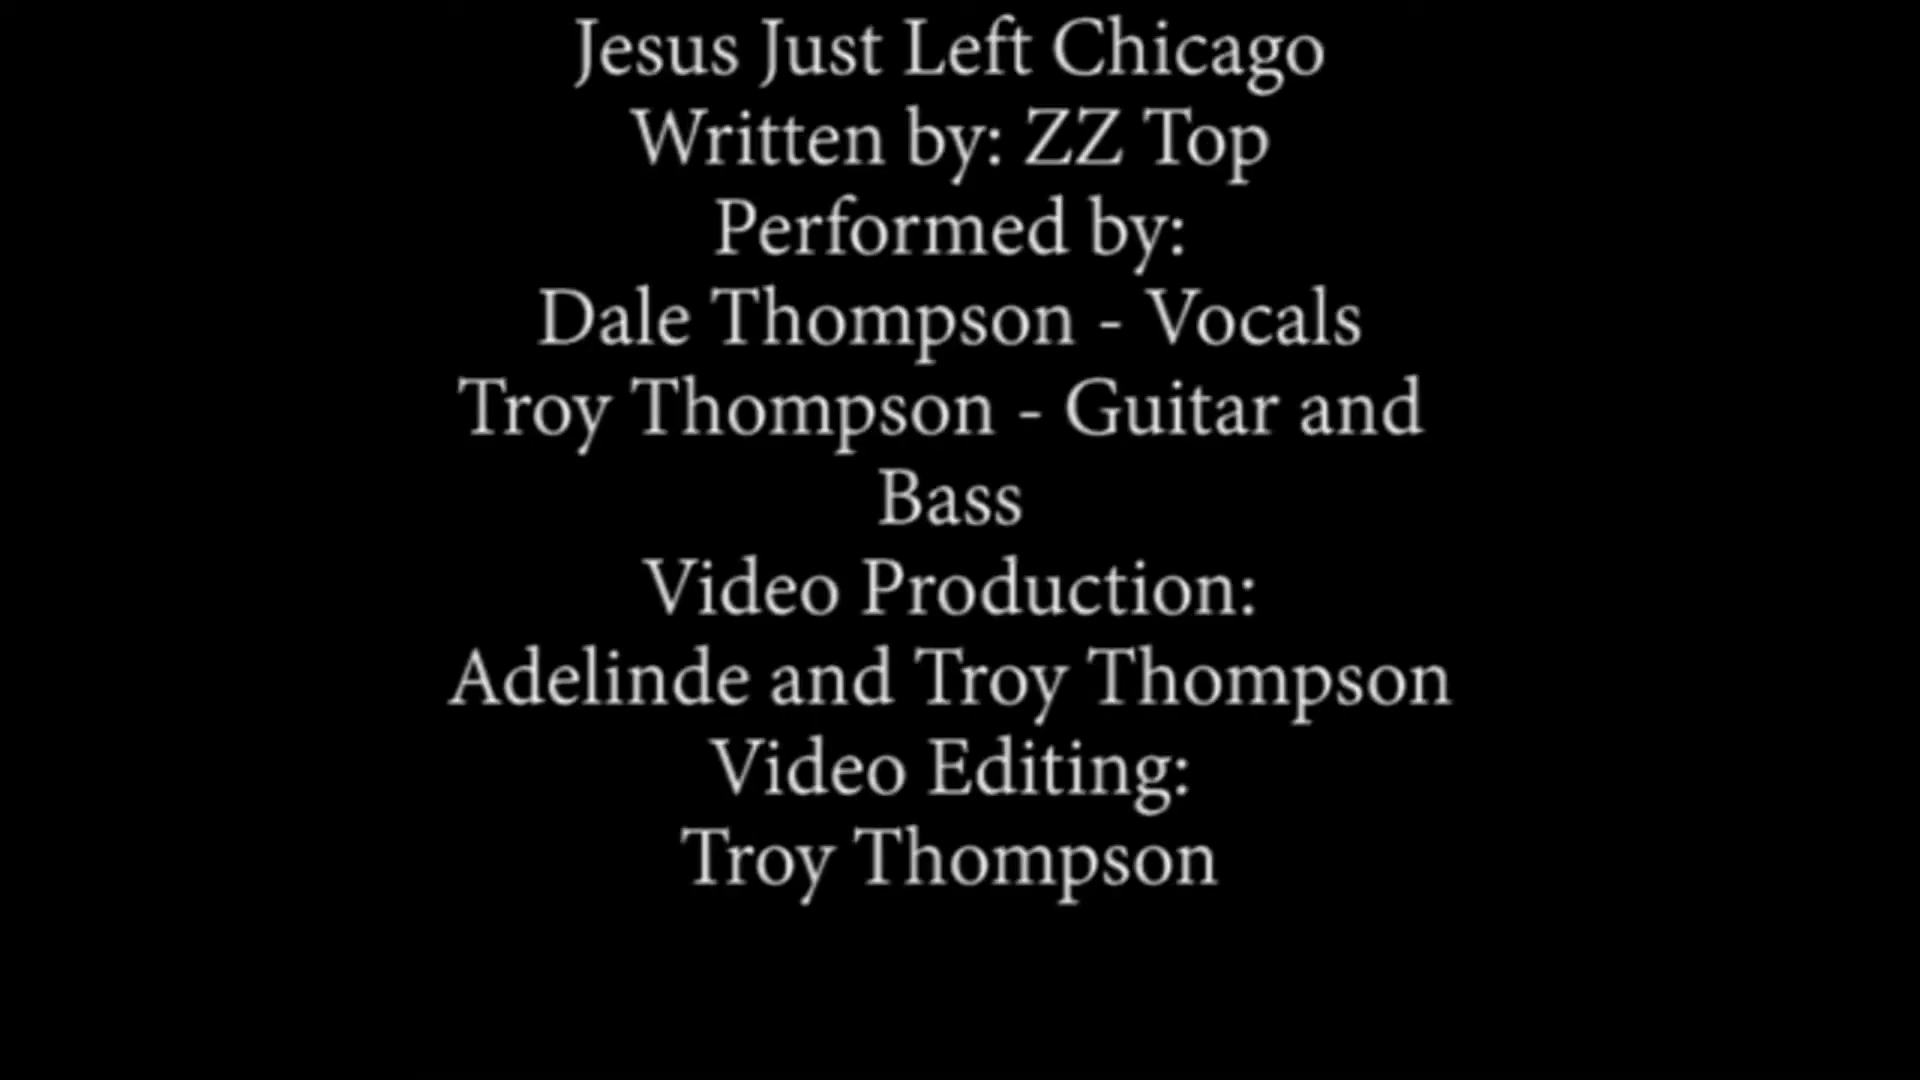 Jesus Just Left Chicago
Written by: ZZ Top
Performed by:
Dale Thompson - Vocals
Troy Thompson - Guitar and
Bass
Video Production:
Adelinde and Troy Thompson
Video Editing:
Troy Thompson